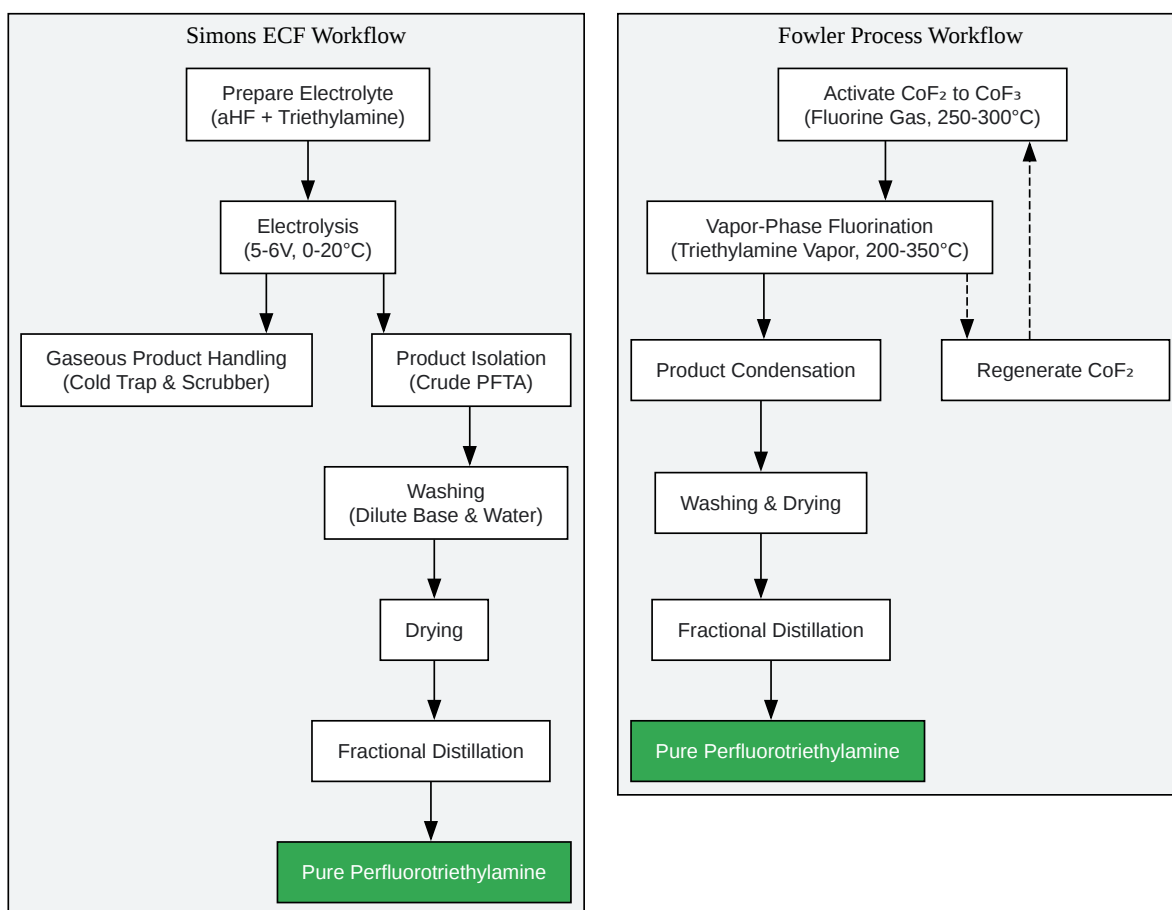 Simons ECF Workflow
Prepare Electrolyte
(aHF + Triethylamine)
Electrolysis
(5-6V, 0-20°C)
Gaseous Product Handling
(Cold Trap & Scrubber)
Product Isolation
(Crude PFTA)
Washing
(Dilute Base & Water)
Drying
Fractional Distillation
Pure Perfluorotriethylamine
Fowler Process Workflow
Activate CoF₂ to CoF₃
(Fluorine Gas, 250-300°C)
Vapor-Phase Fluorination
(Triethylamine Vapor, 200-350°C)
Product Condensation
Regenerate CoF₂
Washing & Drying
Fractional Distillation
Pure Perfluorotriethylamine